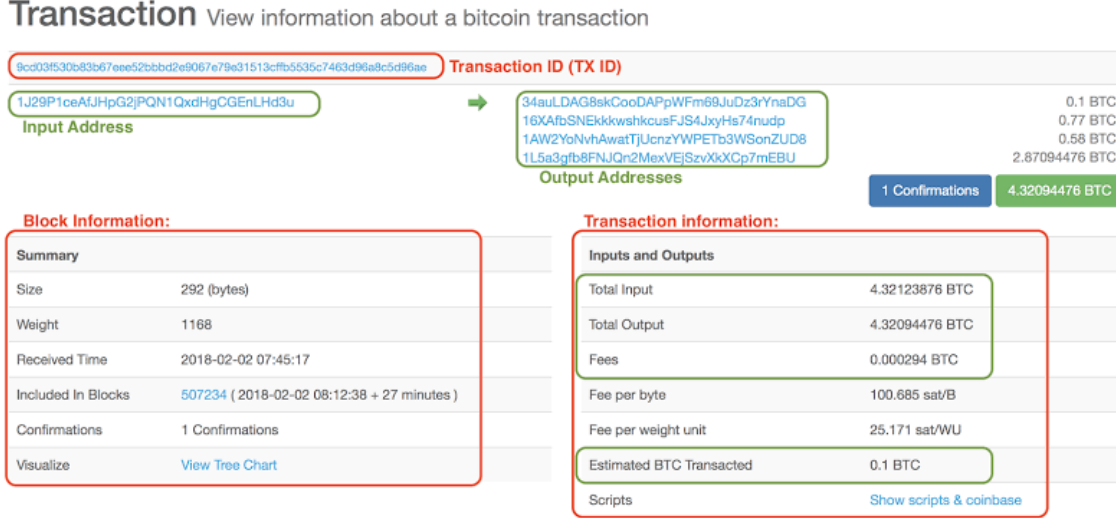 Transaction View information about a bitcoin transaction
9cd03f530b83b67eee52bbbd2e9067e79e31513cffb5535c7463d96a8c5d96ae Transaction ID (TX ID)
1J29P1ceAfJHpG2jPQN1QxdHgCGEnLHd3u
Input Address
34auLDAG8skCooDAPpWFm69JuDz3rYnaDG 0.1 BTC
16XAfbSNEkkkwshkcusFJS4JxyHs74nudp 0.77 BTC
1AW2YoNvhAwatTjUcnzYWPETb3WSonZUD8 0.58 BTC
1L5a3gfb8FNJQn2MexVEjSzvXkXCp7mEBU 2.87094476 BTC
Output Addresses
1 Confirmations 4.32094476 BTC
Block Information:
Summary
Size 292 (bytes)
Weight 1168
Received Time 2018-02-02 07:45:17
Included In Blocks 507234 ( 2018-02-02 08:12:38 + 27 minutes )
Confirmations 1 Confirmations
Visualize View Tree Chart
Transaction information:
Inputs and Outputs
Total Input 4.32123876 BTC
Total Output 4.32094476 BTC
Fees 0.000294 BTC
Fee per byte 100.685 sat/B
Fee per weight unit 25.171 sat/WU
Estimated BTC Transacted 0.1 BTC
Scripts Show scripts & coinbase